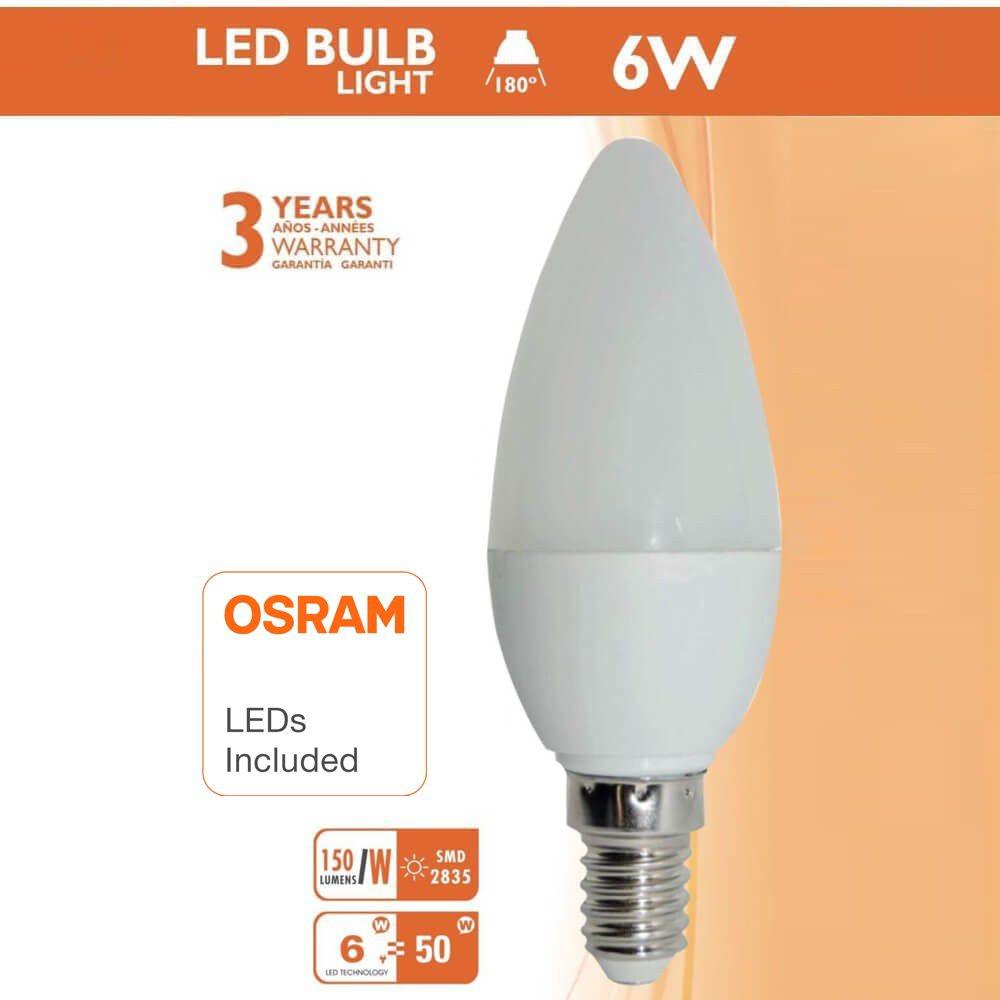 LED BULB
LIGHT
180°
6W
3 YEARS
AÑOS - ANNÉES
WARRANTY
GARANTÍA GARANTI
OSRAM
LEDs
Included
150 /W
LUMENS
SMD
2835
6 W = 50 W
LED TECHNOLOGY